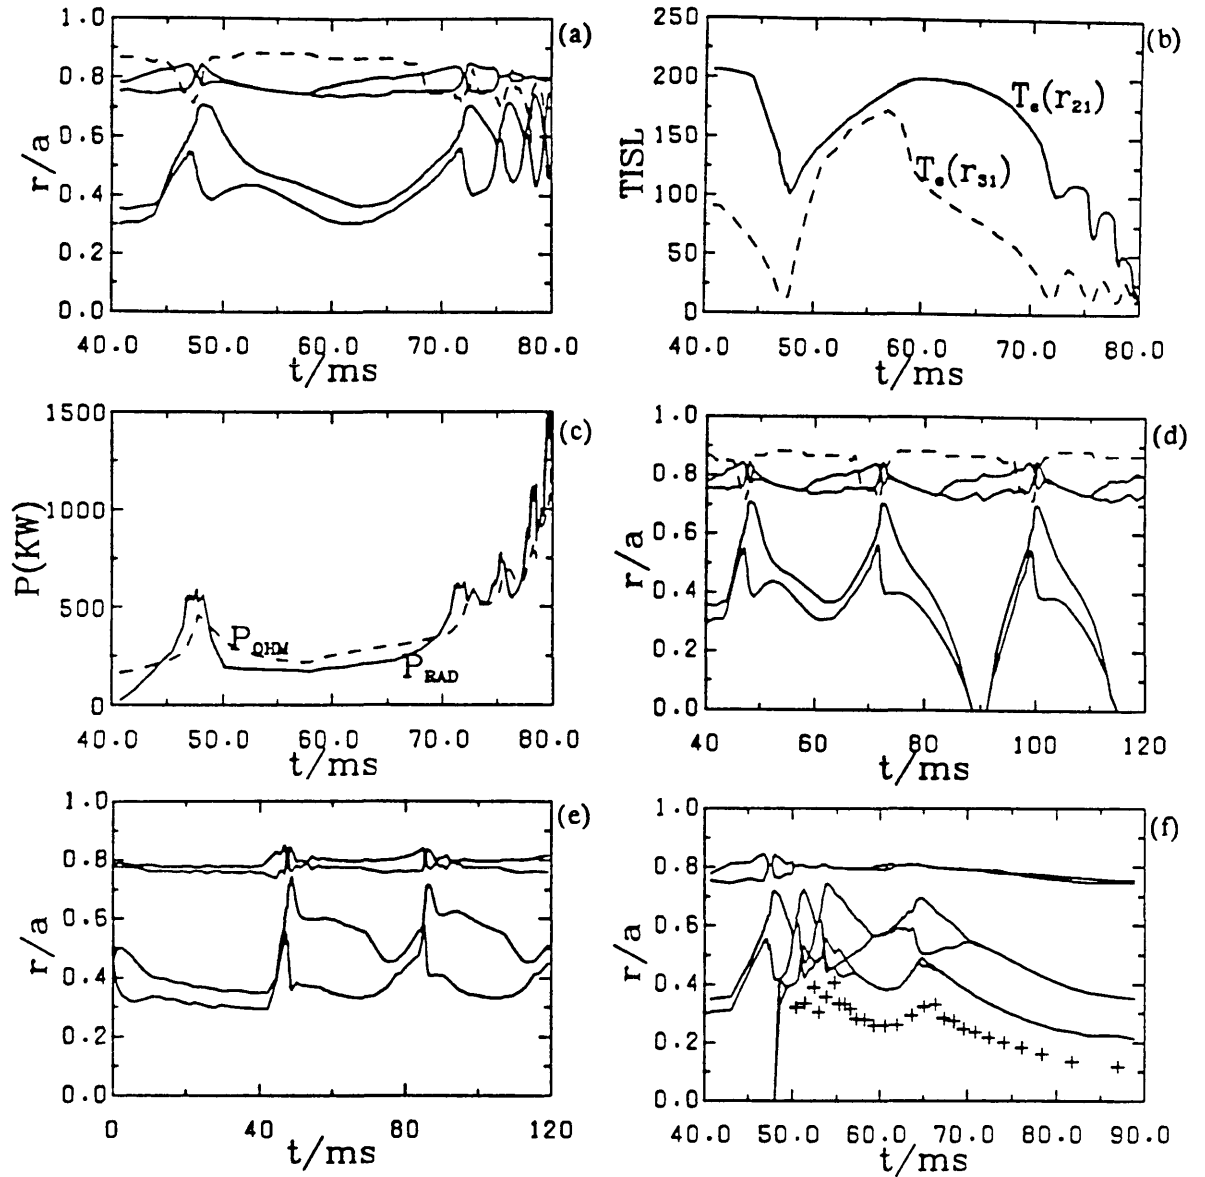 (a)
1.0
0.8
0.6
0.4
0.2
0.0
r/a
40.0 50.0 60.0 70.0 80.0
t/ms
(b)
250
200
150
100
50
0
TISL
Te(r21)
Te(r31)
40.0 50.0 60.0 70.0 80.0
t/ms
(c)
1500
1000
500
0
P(KW)
POHM
PRAD
40.0 50.0 60.0 70.0 80.0
t/ms
(d)
1.0
0.8
0.6
0.4
0.2
0.0
r/a
40 60 80 100 120
t/ms
(e)
1.0
0.8
0.6
0.4
0.2
0.0
r/a
0 40 80 120
t/ms
(f)
1.0
0.8
0.6
0.4
0.2
0.0
r/a
40.0 50.0 60.0 70.0 80.0 90.0
t/ms